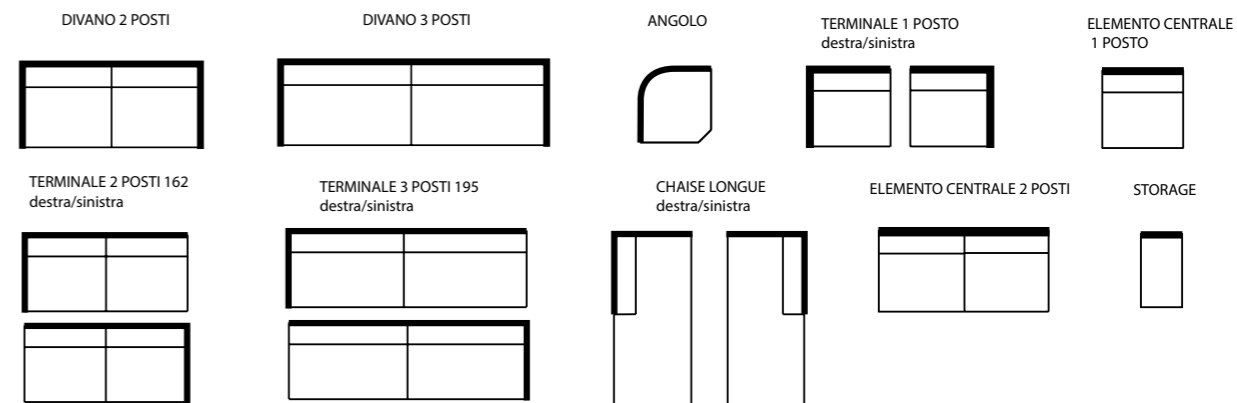 DIVANO 2 POSTI
DIVANO 3 POSTI
ANGOLO
TERMINALE 1 POSTO
destra/sinistra
ELEMENTO CENTRALE
1 POSTO
TERMINALE 2 POSTI 162
destra/sinistra
TERMINALE 3 POSTI 195
destra/sinistra
CHAISE LONGUE
destra/sinistra
ELEMENTO CENTRALE 2 POSTI
STORAGE